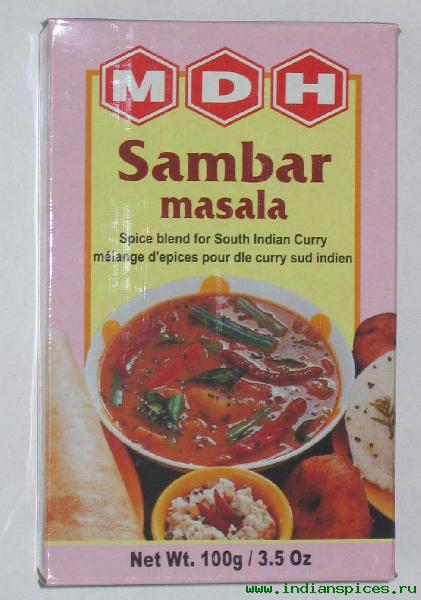 MDH
Sambar
masala
Spice blend for South Indian Curry
mélange d'epices pour dle curry sud indien
Net Wt. 100g / 3.5 Oz
www.indianspices.ru